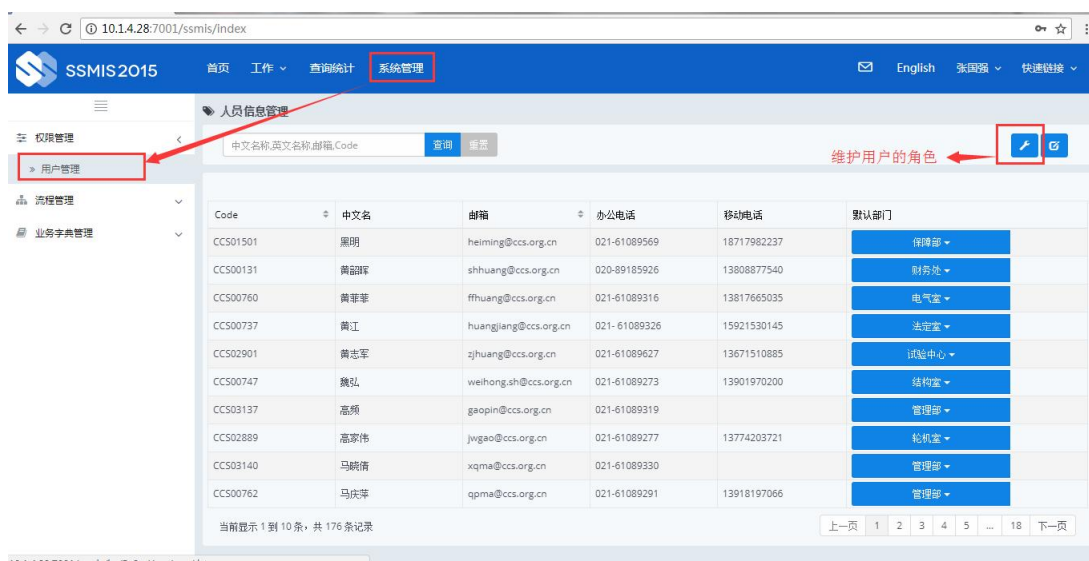 10.1.4.28:7001/ssmis/index
SSMIS2015 首页 工作 查询统计 系统管理 English 张国强 快速链接
人员信息管理
权限管理
中文名称,英文名称,邮箱,Code 查询 重置
维护用户的角色
用户管理
流程管理
业务字典管理
Code 中文名 邮箱 办公电话 移动电话 默认部门
CCS01501 黑明 heiming@ccs.org.cn 021-61089569 18717982237 保障部
CCS00131 黄韶晖 shhuang@ccs.org.cn 020-89185926 13808877540 财务处
CCS00760 黄菲菲 ffhuang@ccs.org.cn 021-61089316 13817665035 电气室
CCS00737 黄江 huangjiang@ccs.org.cn 021- 61089326 15921530145 法定室
CCS02901 黄志军 zjhuang@ccs.org.cn 021-61089627 13671510885 试验中心
CCS00747 魏弘 weihong.sh@ccs.org.cn 021-61089273 13901970200 结构室
CCS03137 高频 gaopin@ccs.org.cn 021-61089319 管理部
CCS02889 高家伟 jwgao@ccs.org.cn 021-61089277 13774203721 轮机室
CCS03140 马晓倩 xqma@ccs.org.cn 021-61089330 管理部
CCS00762 马庆萍 qpma@ccs.org.cn 021-61089291 13918197066 管理部
当前显示 1 到 10 条，共 176 条记录 上一页 1 2 3 4 5 ... 18 下一页